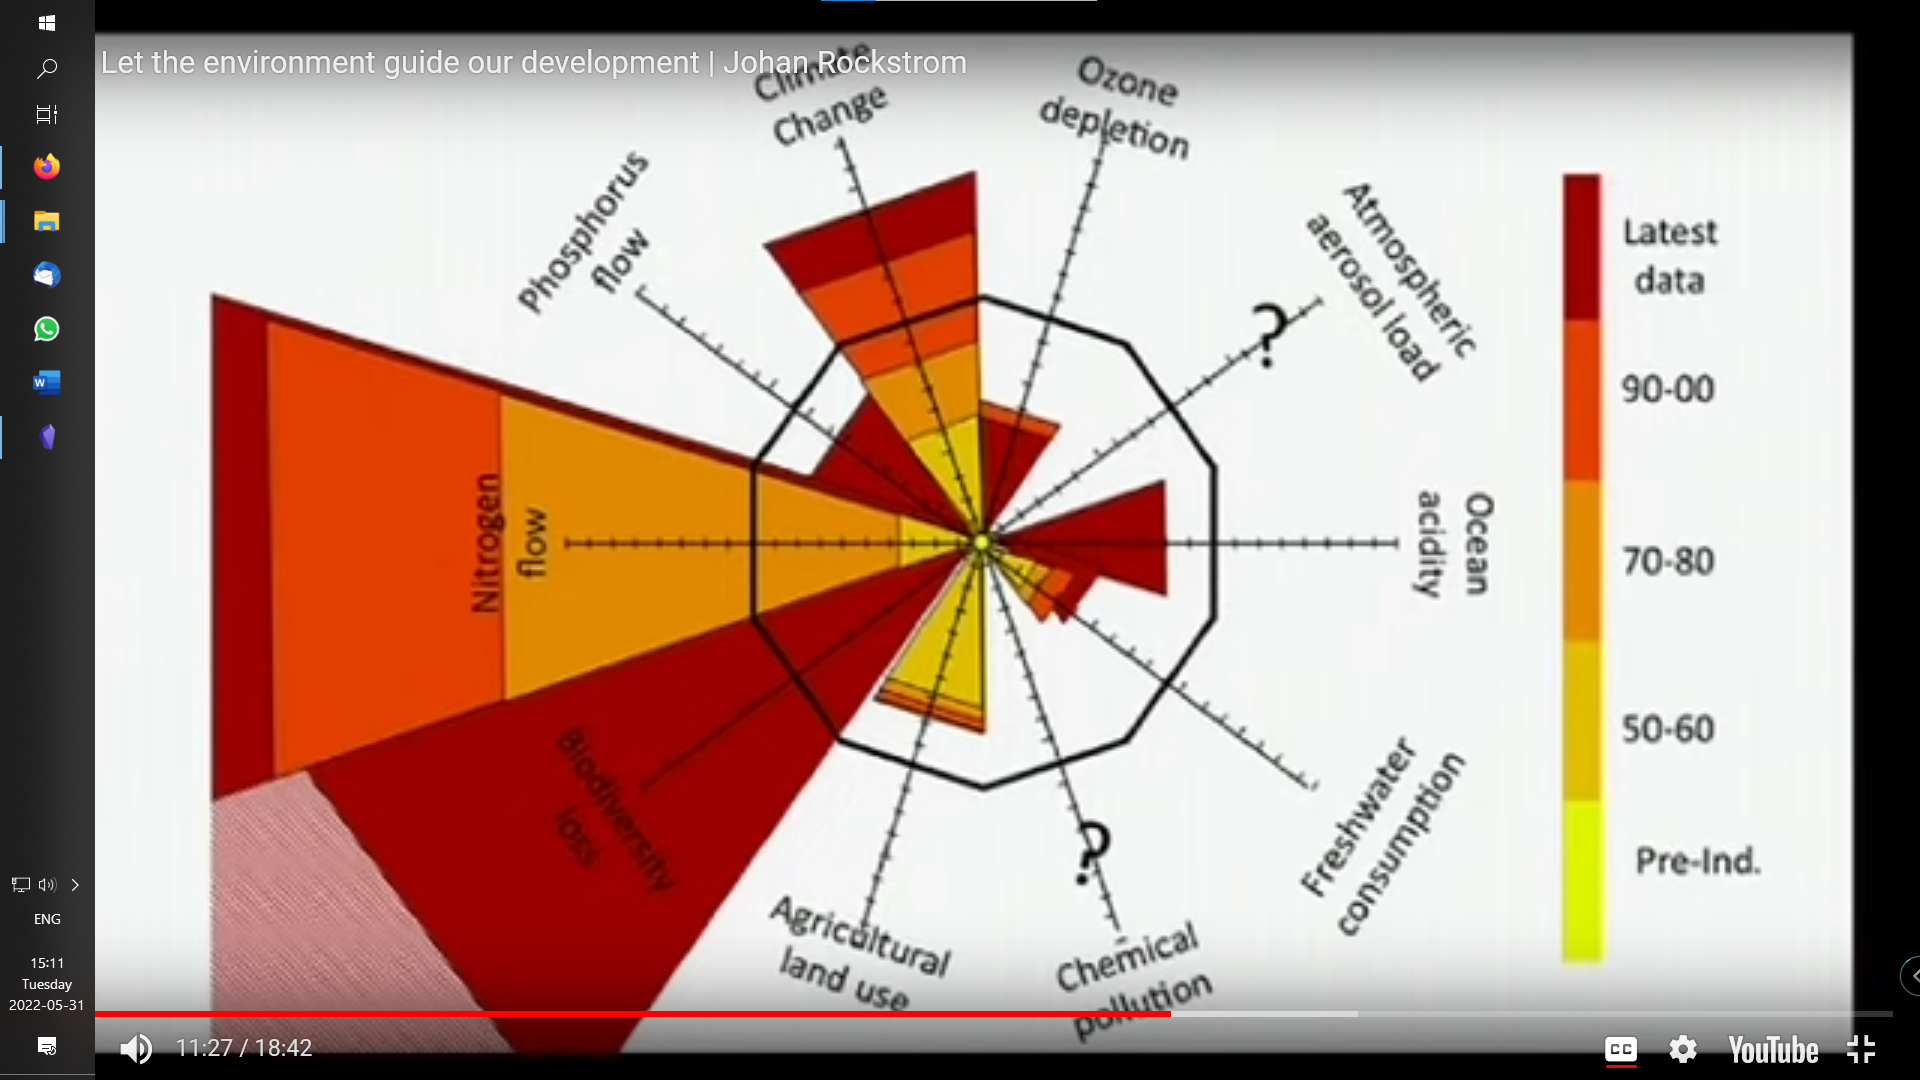 Let the environment guide our development | Johan Rockstrom
Climate
Change
Ozone
depletion
Phosphorus
flow
Atmospheric
aerosol load
?
Nitrogen
flow
Ocean
acidity
Biodiversity
loss
Freshwater
consumption
Agricultural
land use
?
Chemical
pollution
Latest
data
90-00
70-80
50-60
Pre-Ind.
W
ENG
15:11
Tuesday
2022-05-31
11:27 / 18:42
CC
YouTube